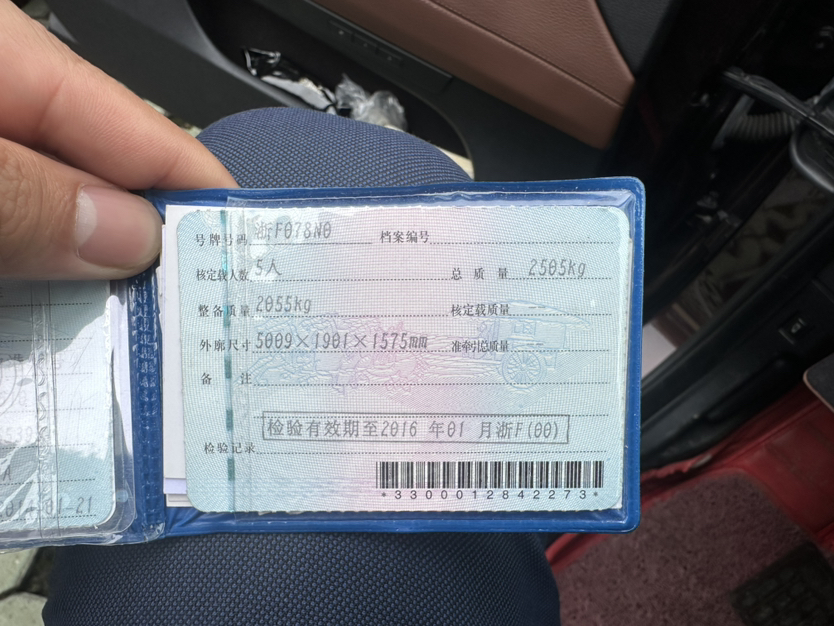 号牌号码 浙F078N0 档案编号
核定载人数 5人 总质量 2505kg
整备质量 2055kg 核定载质量
外廓尺寸 5009×1901×1575mm 准牵引总质量
备注
检验有效期至2016 年01 月浙F(00)
检验记录
*3300012842273*